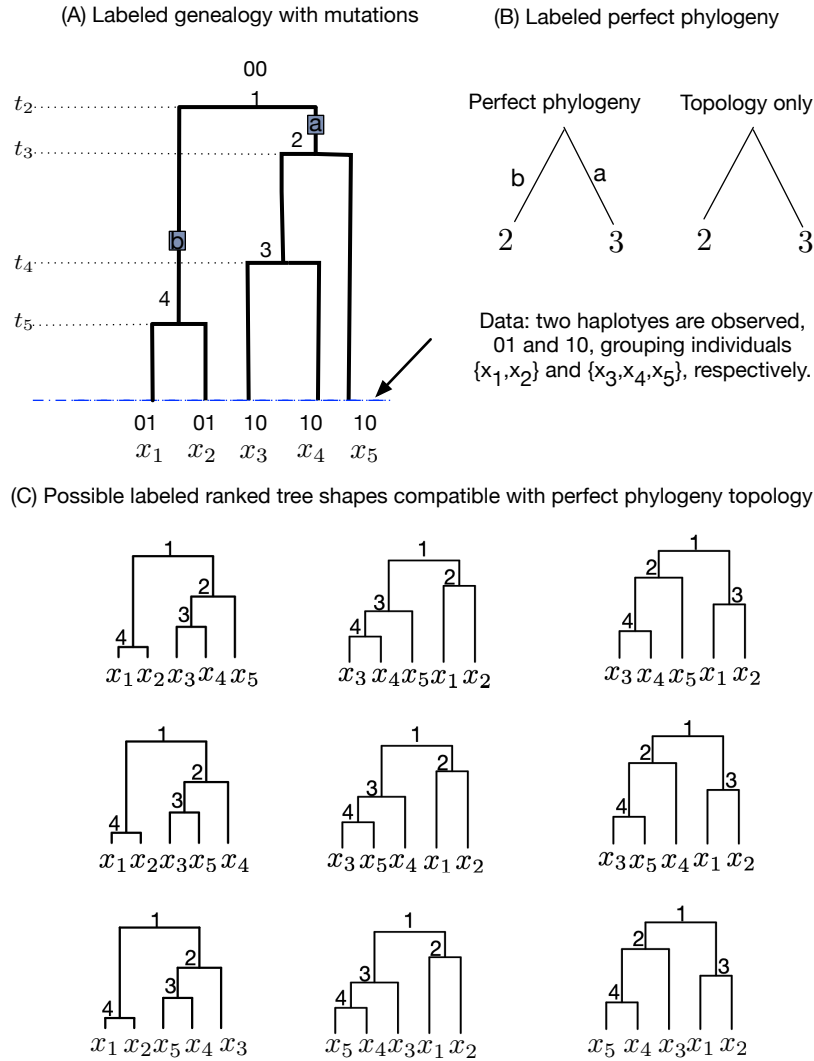 (A) Labeled genealogy with mutations
(B) Labeled perfect phylogeny
00
t2
1
a
t3
2
b
t4
3
4
t5
01 01 10 10 10
x1 x2 x3 x4 x5
Perfect phylogeny
Topology only
b
a
2 3
2 3
Data: two haplotyes are observed,
01 and 10, grouping individuals
{x1,x2} and {x3,x4,x5}, respectively.
(C) Possible labeled ranked tree shapes compatible with perfect phylogeny topology
1
2
3
4
x1 x2 x3 x4 x5
1
2
3
4
x3 x4 x5 x1 x2
1
2
3
4
x3 x4 x5 x1 x2
1
2
3
4
x1 x2 x3 x5 x4
1
2
3
4
x3 x5 x4 x1 x2
1
2
3
4
x3 x5 x4 x1 x2
1
2
3
4
x1 x2 x5 x4 x3
1
2
3
4
x5 x4 x3 x1 x2
1
2
3
4
x5 x4 x3 x1 x2